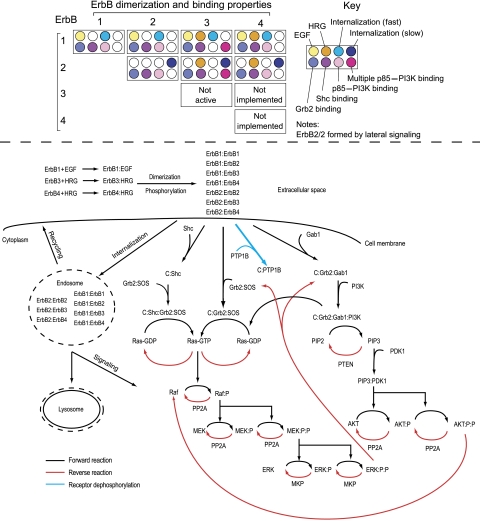 ErbB dimerization and binding properties
Key
ErbB
1 2 3 4
1
2
3
4
Not active
Not implemented
Not implemented
EGF
HRG
Internalization (fast)
Internalization (slow)
Multiple p85–PI3K binding
p85–PI3K binding
Shc binding
Grb2 binding
Notes:
ErbB2/2 formed by lateral signaling
ErbB1:ErbB1
ErbB1:ErbB2
ErbB1:ErbB3
ErbB1:ErbB4
ErbB2:ErbB2
ErbB2:ErbB3
ErbB2:ErbB4
ErbB1+EGF
ErbB1:EGF
ErbB3+HRG
ErbB3:HRG
ErbB4+HRG
ErbB4:HRG
Dimerization
Phosphorylation
Extracellular space
Cytoplasm
Cell membrane
Recycling
Internalization
Shc
PTP1B
Gab1
Endosome
ErbB2:ErbB2
ErbB2:ErbB3
ErbB2:ErbB4
ErbB1:ErbB1
ErbB1:ErbB2
ErbB1:ErbB3
ErbB1:ErbB4
C:Shc
Grb2:SOS
Grb2:SOS
C:PTP1B
C:Grb2:Gab1
PI3K
C:Shc:Grb2:SOS
C:Grb2:SOS
C:Grb2:Gab1:PI3K
Ras-GDP
Ras-GTP
Ras-GDP
PIP2
PIP3
PTEN
PDK1
PIP3:PDK1
Signaling
Lysosome
Raf
Raf:P
PP2A
MEK
MEK:P
MEK:P:P
PP2A
PP2A
ERK
ERK:P
ERK:P:P
MKP
MKP
AKT
AKT:P
AKT:P:P
PP2A
PP2A
Forward reaction
Reverse reaction
Receptor dephosphorylation